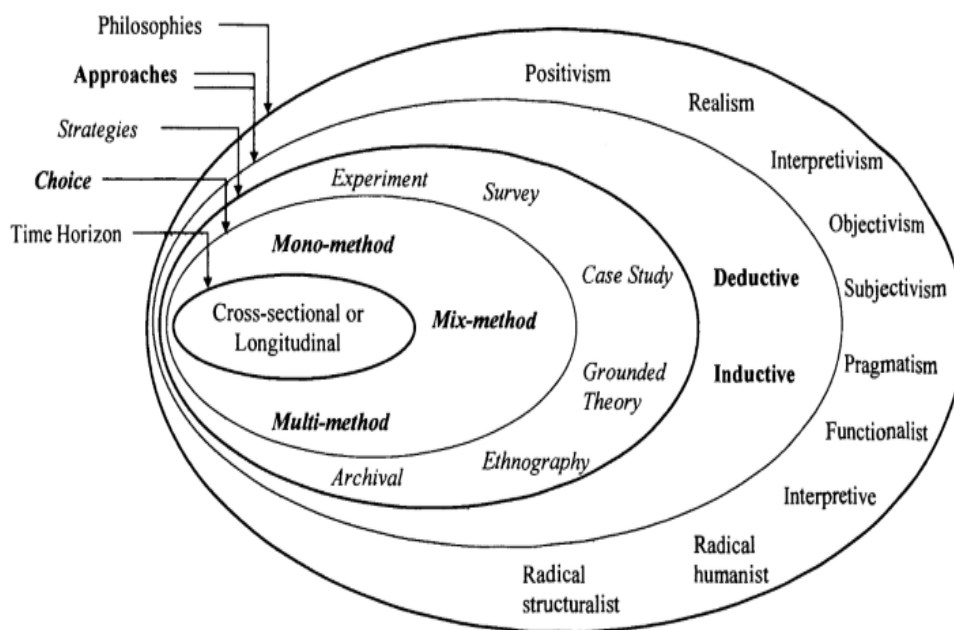 Philosophies
Approaches
Strategies
Choice
Time Horizon
Positivism
Realism
Interpretivism
Objectivism
Subjectivism
Pragmatism
Functionalist
Interpretive
Radical
humanist
Radical
structuralist
Deductive
Inductive
Experiment
Survey
Case Study
Grounded
Theory
Ethnography
Archival
Mono-method
Mix-method
Multi-method
Cross-sectional or
Longitudinal